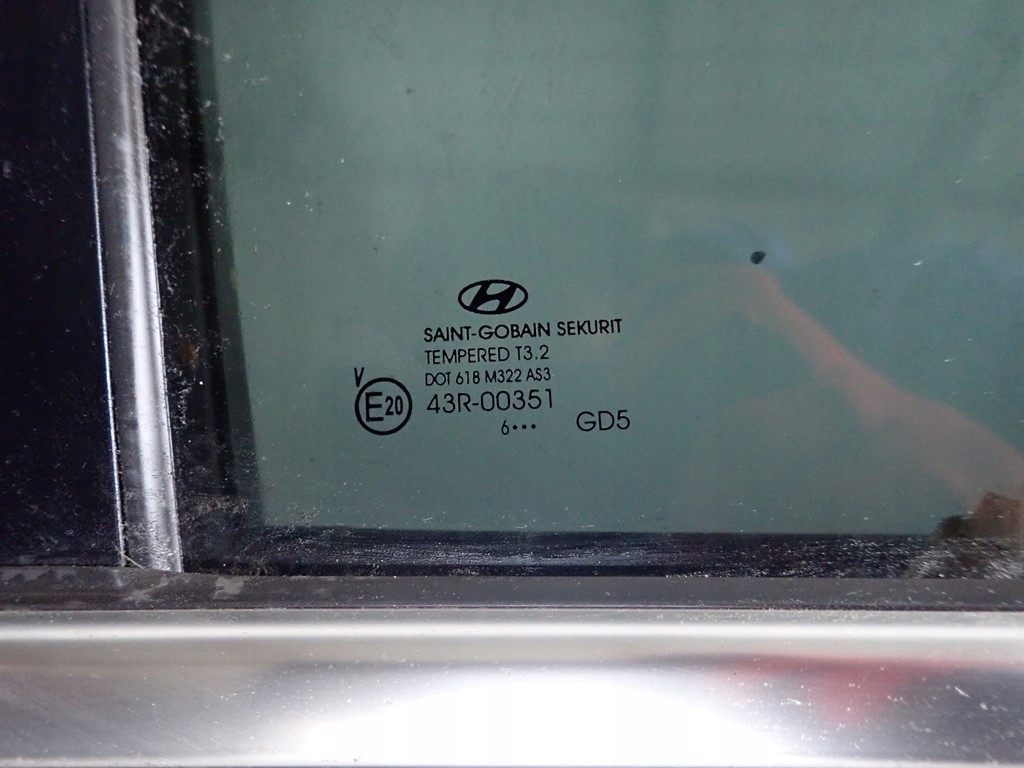 SAINT-GOBAIN SEKURIT
TEMPERED T3.2
DOT 618 M322 AS3
V
E20 43R-00351
6••• GD5